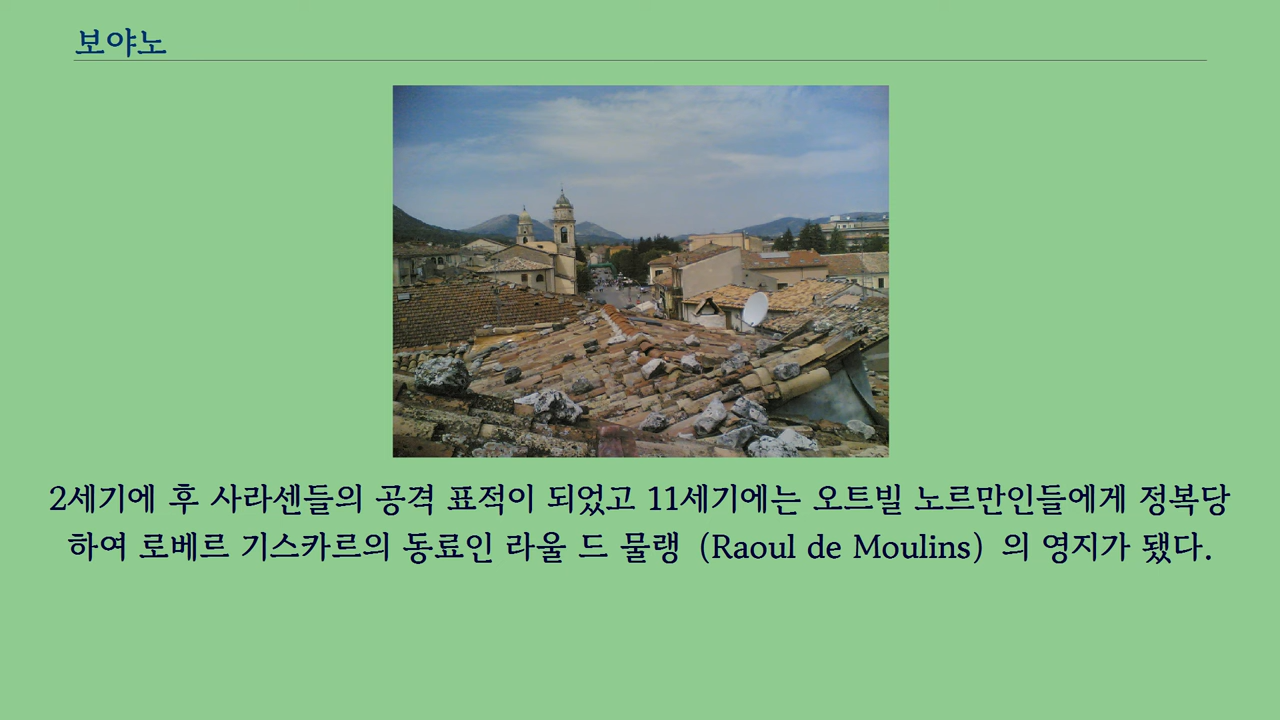 보야노
2세기에 후 사라센들의 공격 표적이 되었고 11세기에는 오트빌 노르만인들에게 정복당
하여 로베르 기스카르의 동료인 라울 드 물랭 (Raoul de Moulins) 의 영지가 됐다.